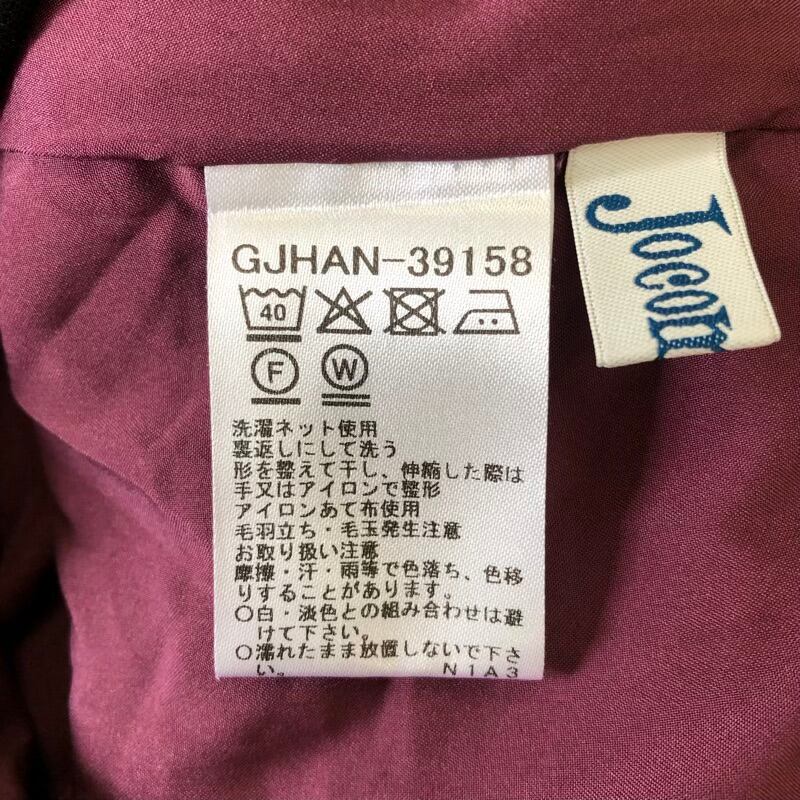 GJHAN-39158
40
F W
洗濯ネット使用
裏返しにして洗う
形を整えて干し、伸縮した際は
手又はアイロンで整形
アイロンあて布使用
毛羽立ち・毛玉発生注意
お取り扱い注意
摩擦・汗・雨等で色落ち、色移
りすることがあります。
○白・淡色との組み合わせは避
けて下さい。
○濡れたまま放置しないで下さ
い。 N1A3
Jocom